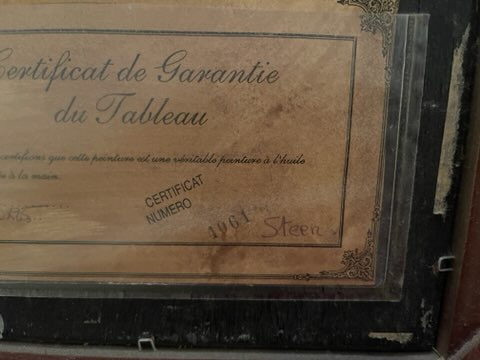 Certificat de Garantie
du Tableau
certifions que cette peinture est une véritable peinture à l'huile
à la main.
CERTIFICAT
NUMERO
1961
Steen